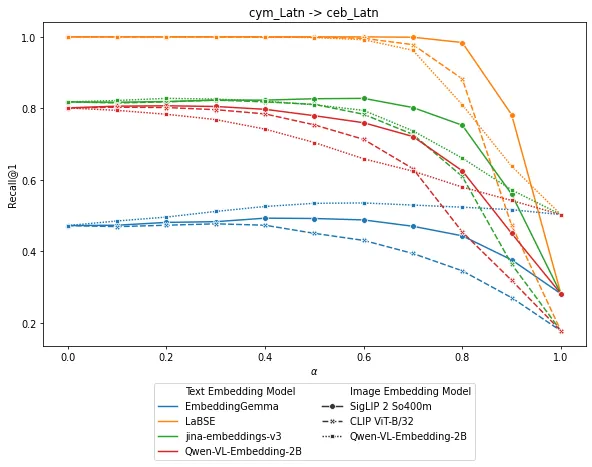 cym_Latn -> ceb_Latn
Recall@1
1.0
0.8
0.6
0.4
0.2
0.0 0.2 0.4 0.6 0.8 1.0
α
Text Embedding Model Image Embedding Model
EmbeddingGemma SigLIP 2 So400m
LaBSE CLIP ViT-B/32
jina-embeddings-v3 Qwen-VL-Embedding-2B
Qwen-VL-Embedding-2B